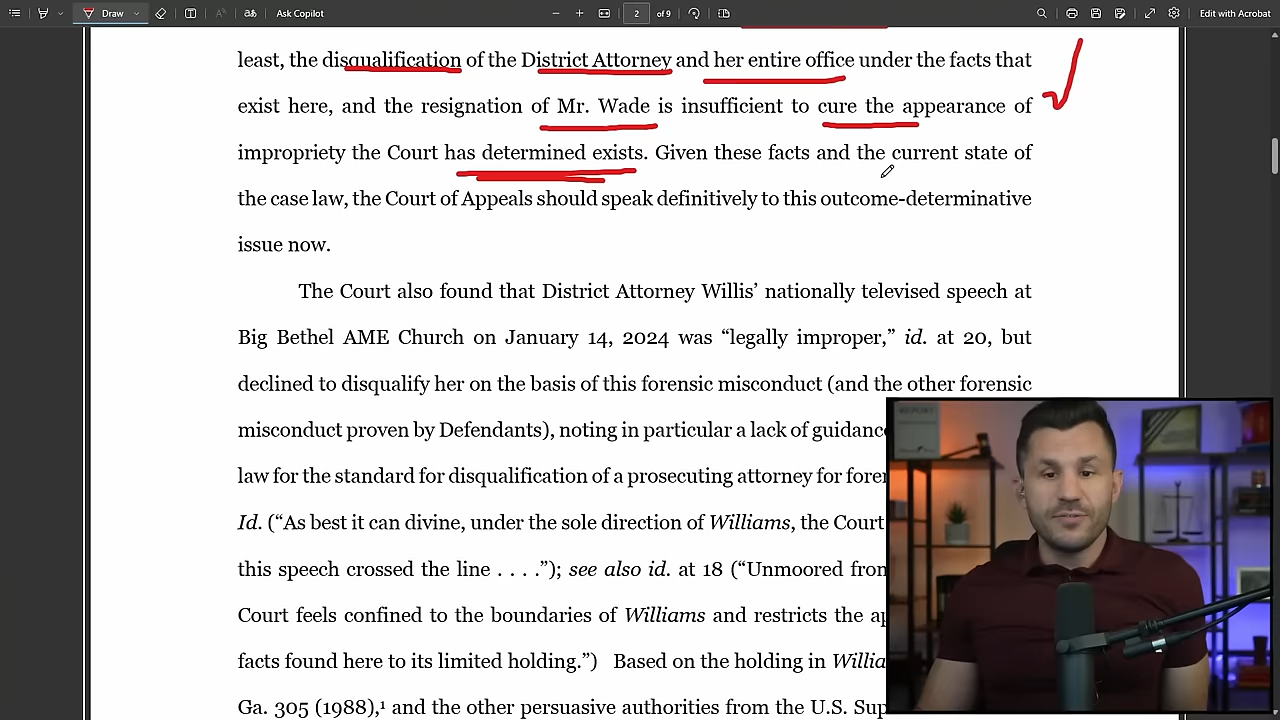 Draw
Ask Copilot
2 of 9
Edit with Acrobat
least, the disqualification of the District Attorney and her entire office under the facts that
exist here, and the resignation of Mr. Wade is insufficient to cure the appearance of
impropriety the Court has determined exists. Given these facts and the current state of
the case law, the Court of Appeals should speak definitively to this outcome-determinative
issue now.
The Court also found that District Attorney Willis’ nationally televised speech at
Big Bethel AME Church on January 14, 2024 was “legally improper,” id. at 20, but
declined to disqualify her on the basis of this forensic misconduct (and the other forensic
misconduct proven by Defendants), noting in particular a lack of guidance
law for the standard for disqualification of a prosecuting attorney for
Id. (“As best it can divine, under the sole direction of Williams, the Court
this speech crossed the line . . . .”); see also id. at 18 (“Unmoored
Court feels confined to the boundaries of Williams and restricts the
facts found here to its limited holding.”) Based on the holding in
Ga. 305 (1988),¹ and the other persuasive authorities from the U.S.